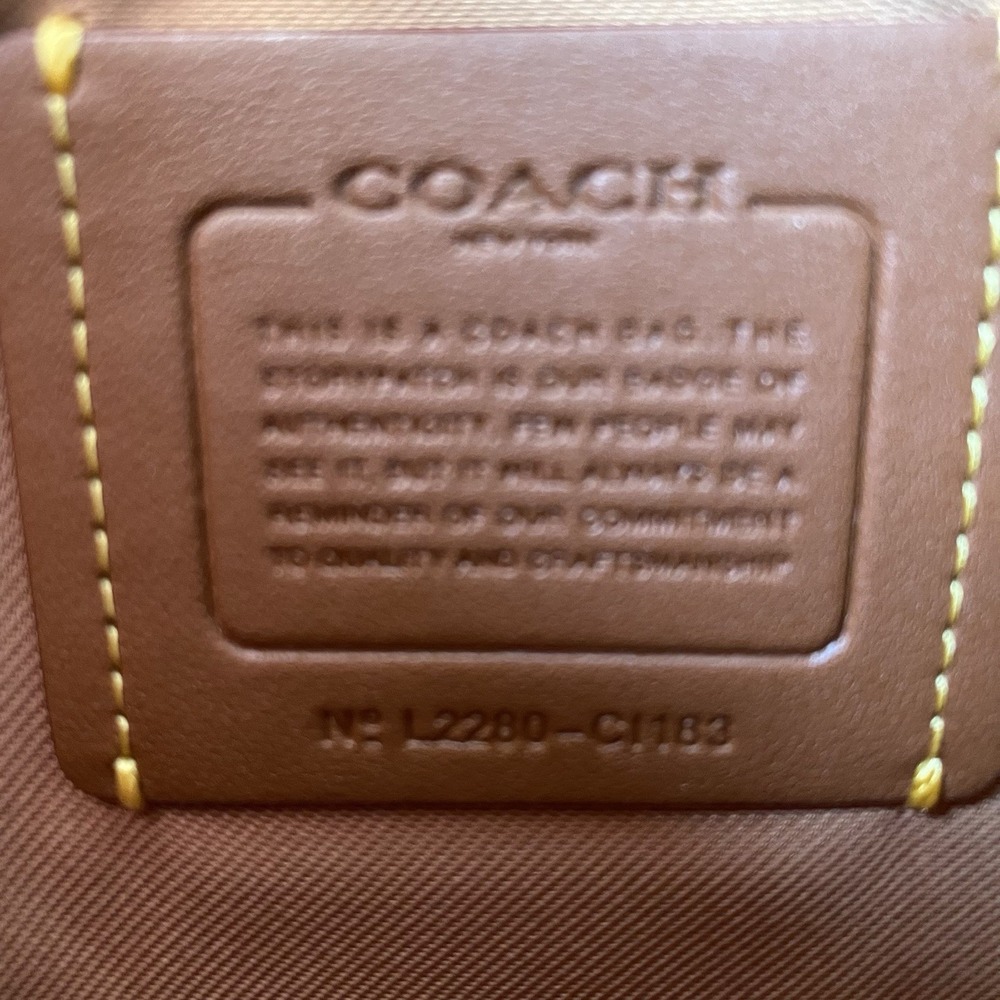 COACH
NEW YORK
THIS IS A COACH BAG. THE
STORYPATCH IS OUR BADGE OF
AUTHENTICITY. FEW PEOPLE MAY
SEE IT, BUT IT WILL ALWAYS BE A
REMINDER OF OUR COMMITMENT
TO QUALITY AND CRAFTSMANSHIP
Nº L2280-CI183